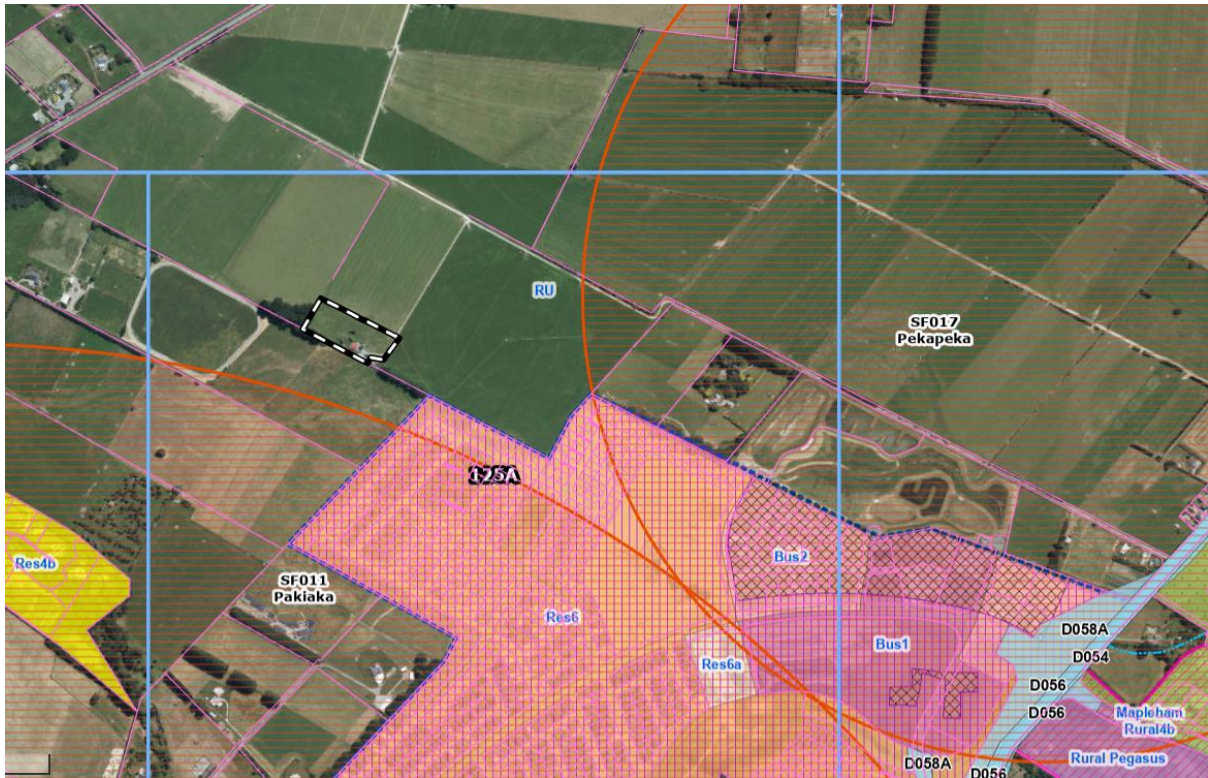 RU
SF017
Pekapeka
125A
Bus2
Res4b
SF011
Pakiaka
Res6
D058A
Bus1
D054
Res6a
D056
D056
Mapleham
Rural4b
Rural Pegasus
D058A
D056